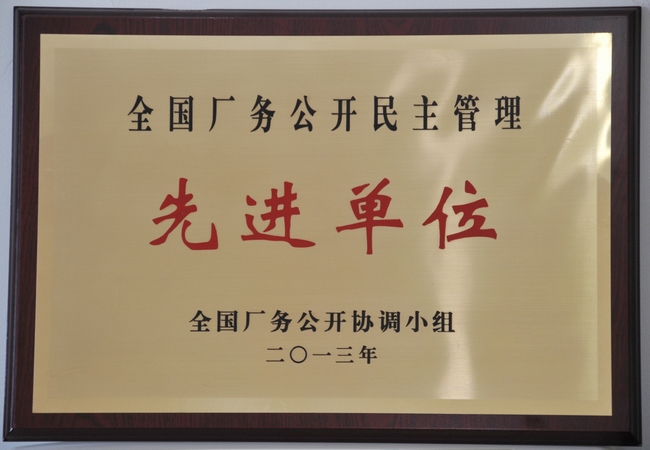 全国厂务公开民主管理
先进单位
全国厂务公开协调小组
二〇一三年